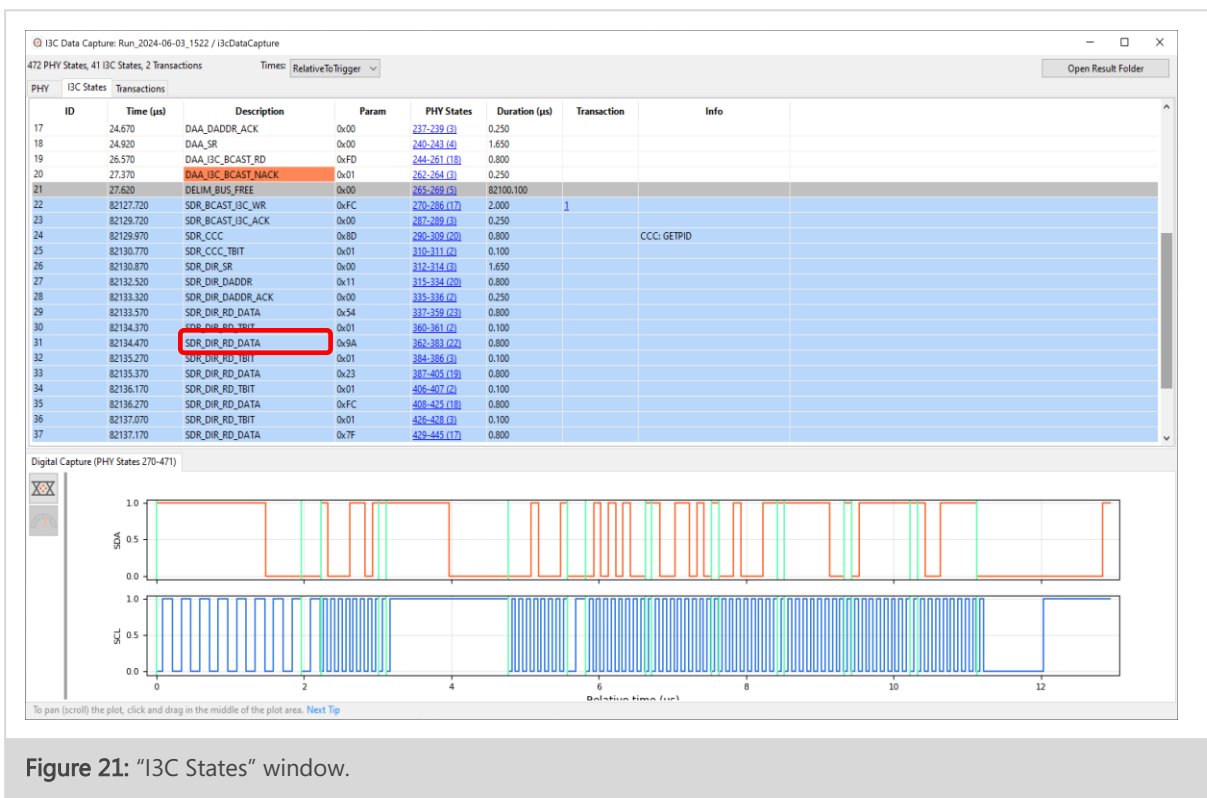 I3C Data Capture: Run_2024-06-03_1522 / i3cDataCapture
472 PHY States, 41 I3C States, 2 Transactions Times: RelativeToTrigger Open Result Folder
PHY I3C States Transactions
ID Time (µs) Description Param PHY States Duration (µs) Transaction Info
17 24.670 DAA_DADDR_ACK 0x00 237-239 (3) 0.250
18 24.920 DAA_SR 0x00 240-243 (4) 1.650
19 26.570 DAA_I3C_BCAST_RD 0xFD 244-261 (18) 0.800
20 27.370 DAA_I3C_BCAST_NACK 0x01 262-264 (3) 0.250
21 27.620 DELIM_BUS_FREE 0x00 265-269 (5) 82100.100
22 82127.720 SDR_BCAST_I3C_WR 0xFC 270-286 (17) 2.000 1
23 82129.720 SDR_BCAST_I3C_ACK 0x00 287-289 (3) 0.250
24 82129.970 SDR_CCC 0x8D 290-309 (20) 0.800 CCC: GETPID
25 82130.770 SDR_CCC_TBIT 0x01 310-311 (2) 0.100
26 82130.870 SDR_DIR_SR 0x00 312-314 (3) 1.650
27 82132.520 SDR_DIR_DADDR 0x11 315-334 (20) 0.800
28 82133.320 SDR_DIR_DADDR_ACK 0x00 335-336 (2) 0.250
29 82133.570 SDR_DIR_RD_DATA 0x54 337-359 (23) 0.800
30 82134.370 SDR_DIR_RD_TBIT 0x01 360-361 (2) 0.100
31 82134.470 SDR_DIR_RD_DATA 0x9A 362-383 (22) 0.800
32 82135.270 SDR_DIR_RD_TBIT 0x01 384-386 (3) 0.100
33 82135.370 SDR_DIR_RD_DATA 0x23 387-405 (19) 0.800
34 82136.170 SDR_DIR_RD_TBIT 0x01 406-407 (2) 0.100
35 82136.270 SDR_DIR_RD_DATA 0xFC 408-425 (18) 0.800
36 82137.070 SDR_DIR_RD_TBIT 0x01 426-428 (3) 0.100
37 82137.170 SDR_DIR_RD_DATA 0x7F 429-445 (17) 0.800
Digital Capture (PHY States 270-471)
1.0
SDA 0.5
0.0
1.0
SCL 0.5
0.0
0 2 4 6 8 10 12
Relative time (µs)
To pan (scroll) the plot, click and drag in the middle of the plot area. Next Tip
Figure 21: “I3C States” window.